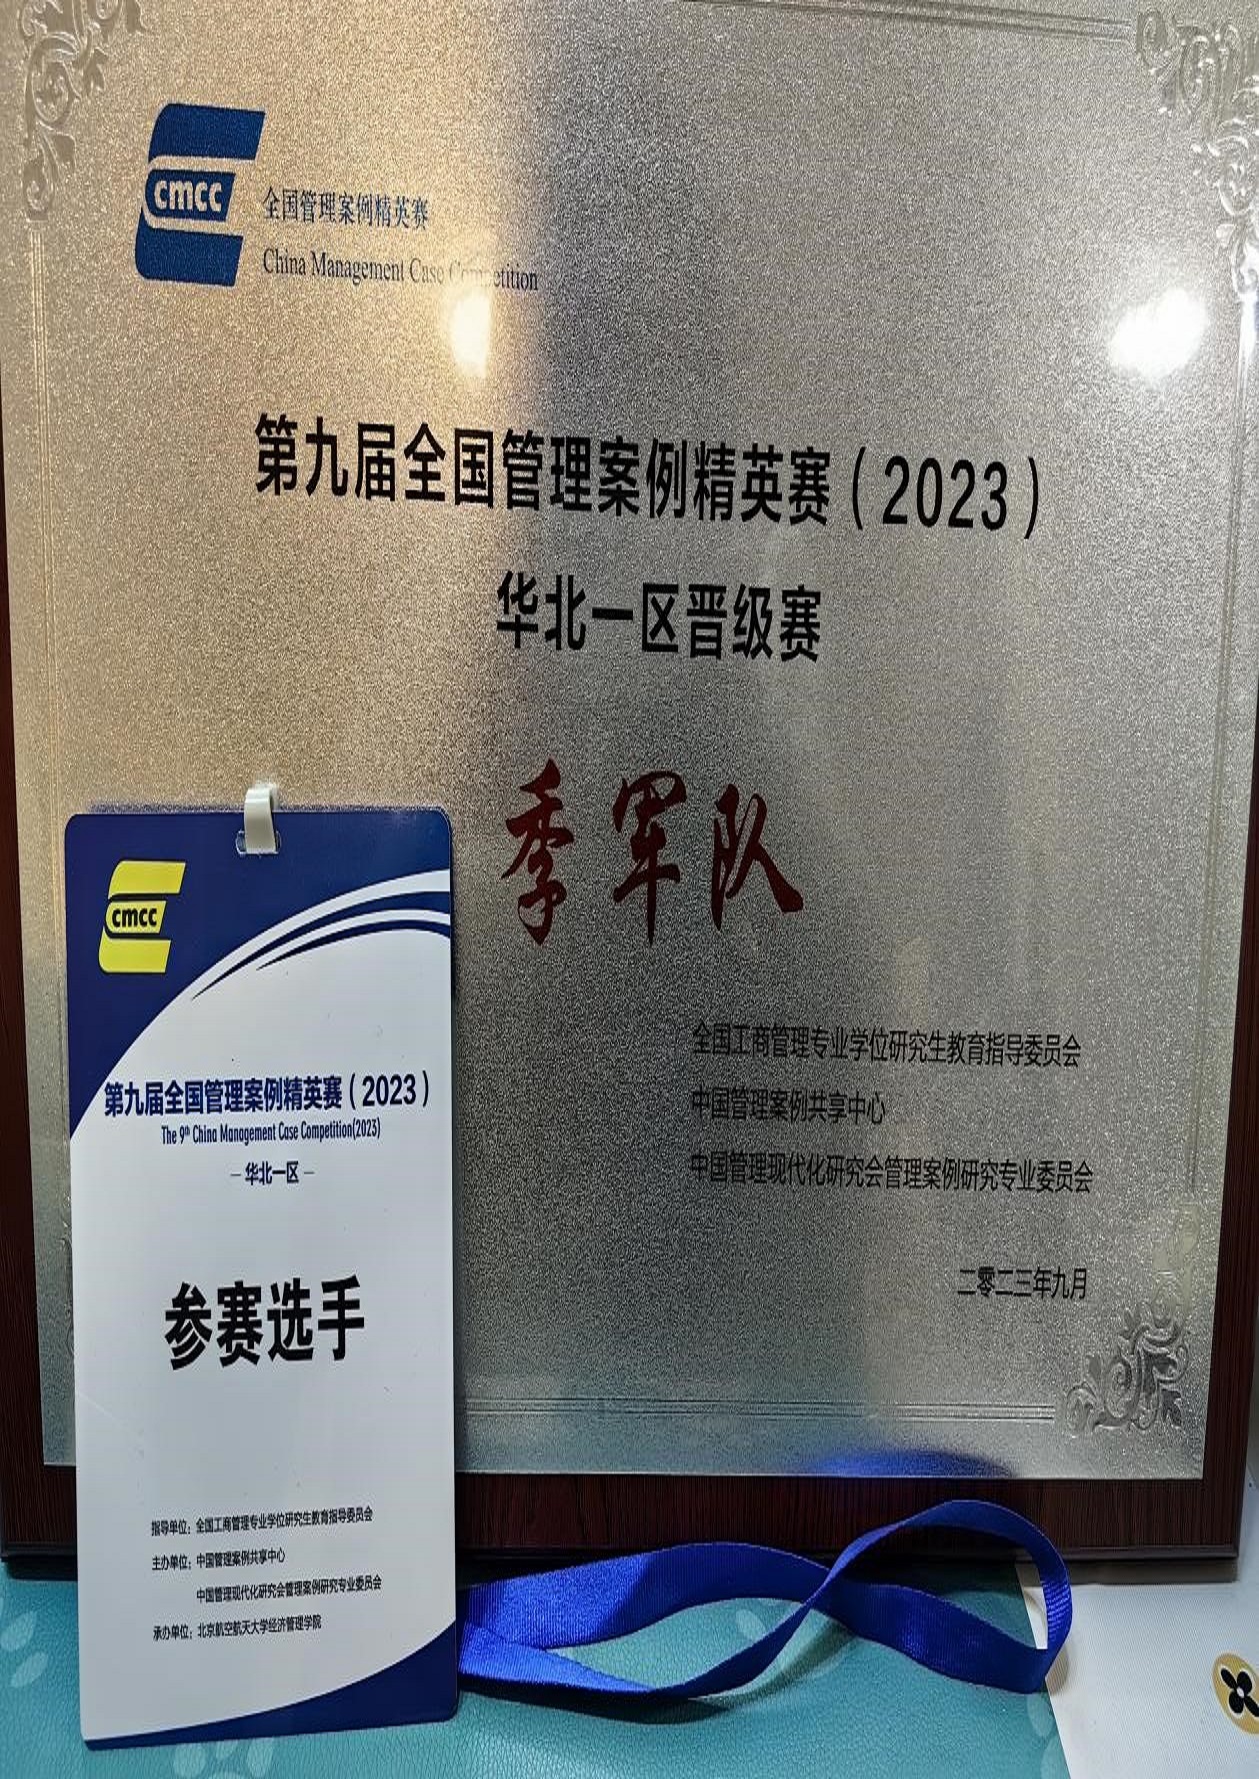 cmcc
全国管理案例精英赛
China Management Case Competition
第九届全国管理案例精英赛（2023）
华北一区晋级赛
季军队
全国工商管理专业学位研究生教育指导委员会
中国管理案例共享中心
中国管理现代化研究会管理案例研究专业委员会
二零二三年九月
cmcc
第九届全国管理案例精英赛（2023）
The 9th China Management Case Competition(2023)
—华北一区—
参赛选手
指导单位：全国工商管理专业学位研究生教育指导委员会
主办单位：中国管理案例共享中心
中国管理现代化研究会管理案例研究专业委员会
承办单位：北京航空航天大学经济管理学院